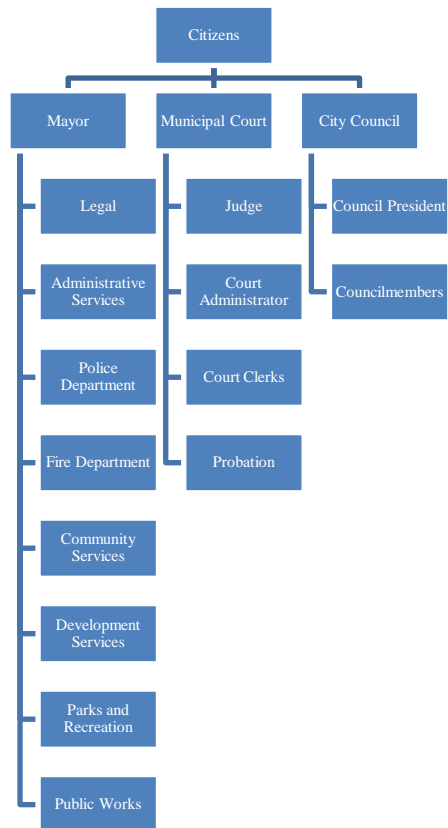 Citizens
Mayor
Municipal Court
City Council
Legal
Judge
Council President
Administrative
Services
Court
Administrator
Councilmembers
Police
Department
Court Clerks
Fire Department
Probation
Community
Services
Development
Services
Parks and
Recreation
Public Works